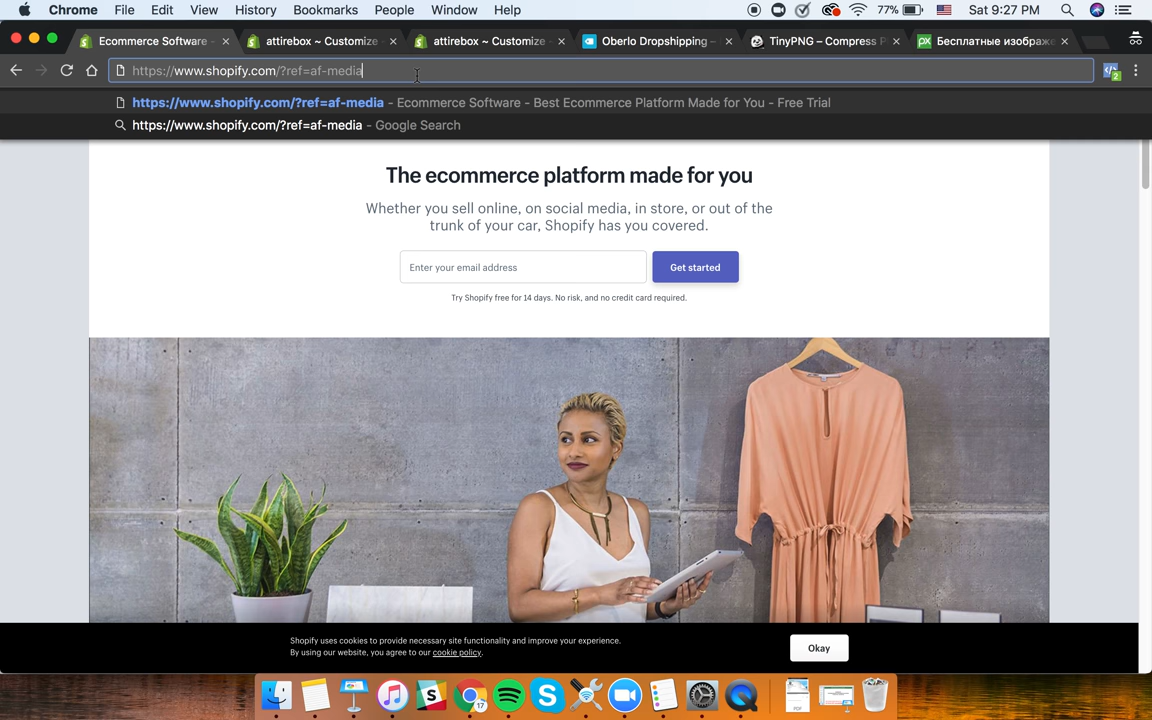 Chrome File Edit View History Bookmarks People Window Help 77% Sat 9:27 PM
Ecommerce Software - attirebox ~ Customize attirebox ~ Customize Oberlo Dropshipping – TinyPNG – Compress P Бесплатные изображе
https://www.shopify.com/?ref=af-media 2
https://www.shopify.com/?ref=af-media - Ecommerce Software - Best Ecommerce Platform Made for You - Free Trial
https://www.shopify.com/?ref=af-media - Google Search
The ecommerce platform made for you
Whether you sell online, on social media, in store, or out of the
trunk of your car, Shopify has you covered.
Enter your email address Get started
Try Shopify free for 14 days. No risk, and no credit card required.
Shopify uses cookies to provide necessary site functionality and improve your experience.
By using our website, you agree to our cookie policy.
Okay
17
PDF